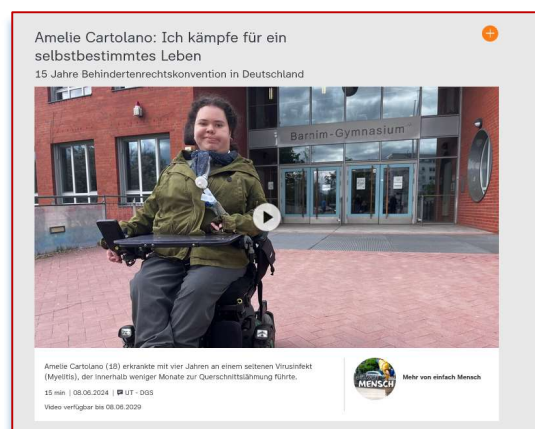 Amelie Cartolano: Ich kämpfe für ein
selbstbestimmtes Leben
15 Jahre Behindertenrechtskonvention in Deutschland
Barnim-Gymnasium
Amelie Cartolano (18) erkrankte mit vier Jahren an einem seltenen Virusinfekt
(Myelitis), der innerhalb weniger Monate zur Querschnittslähmung führte.
15 min | 08.06.2024 | UT - DGS
Video verfügbar bis 08.06.2029
MENSCH
Mehr von einfach Mensch